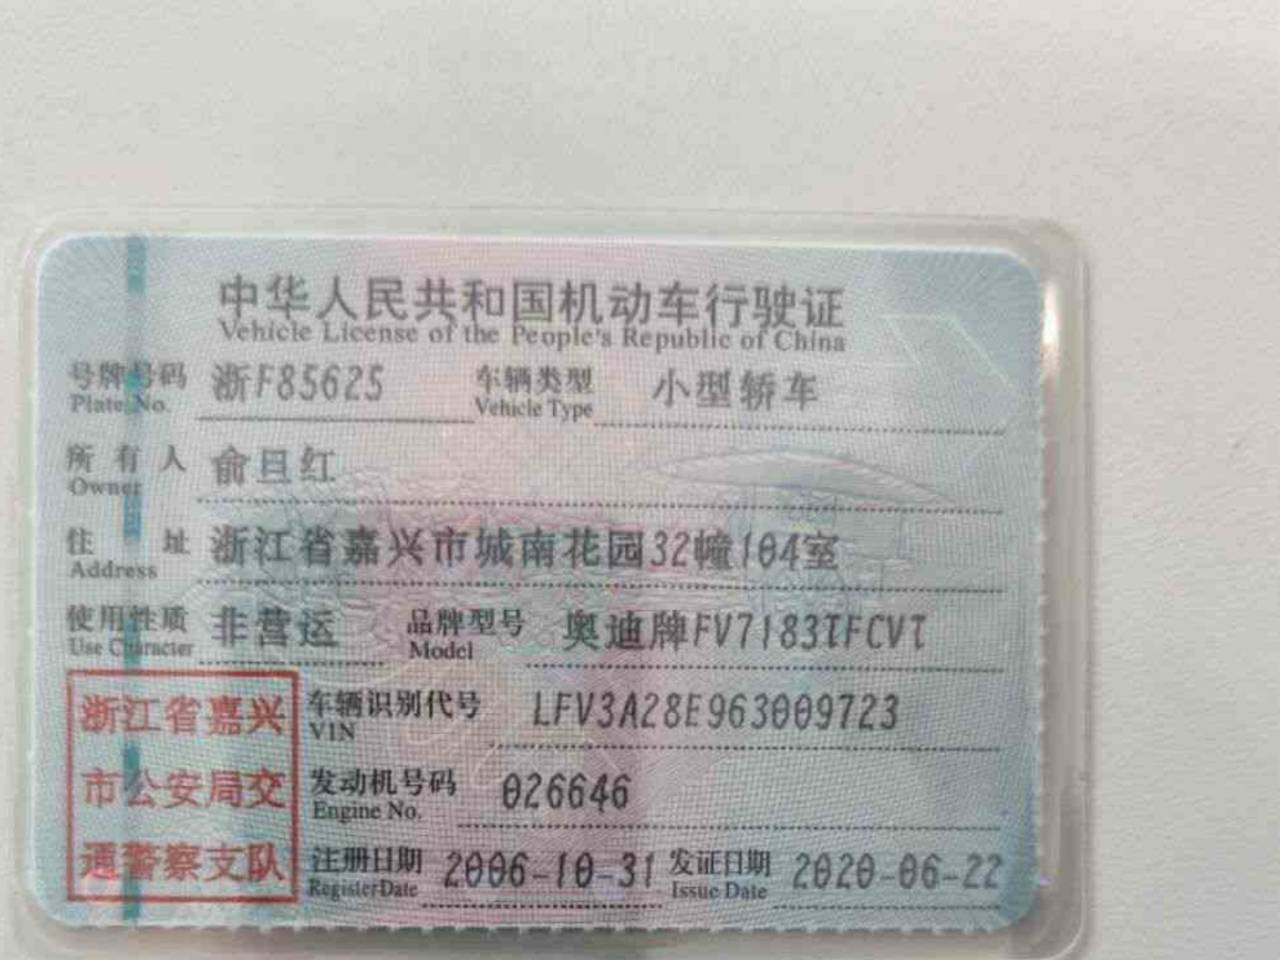 中华人民共和国机动车行驶证
Vehicle License of the People's Republic of China
号牌号码 浙F85625 车辆类型 小型轿车
Plate No. Vehicle Type
所有人 俞旦红
Owner
住址 浙江省嘉兴市城南花园32幢104室
Address
使用性质 非营运 品牌型号 奥迪牌FV7183TFCVT
Use Character Model
浙江省嘉兴 车辆识别代号 LFV3A28E963009723
VIN
市公安局交 发动机号码 026646
Engine No.
通警察支队 注册日期 2006-10-31 发证日期 2020-06-22
RegisterDate Issue Date